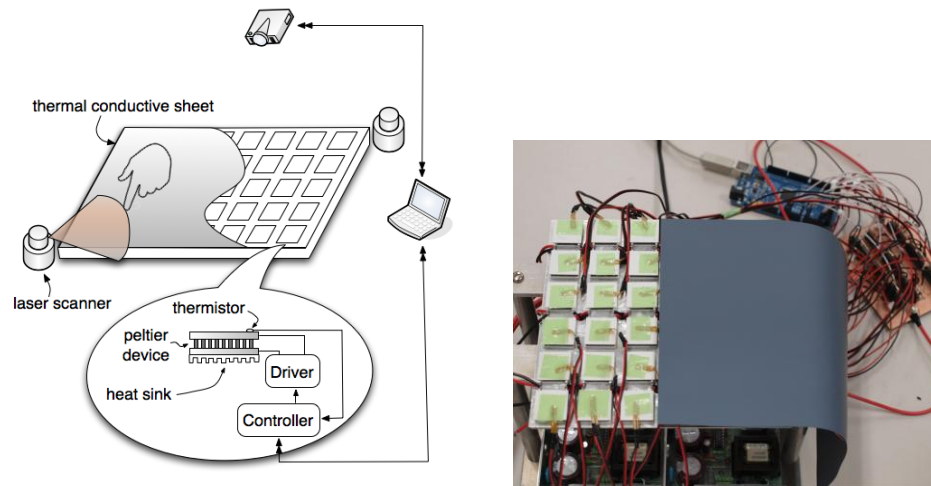 thermal conductive sheet
laser scanner
thermistor
peltier
device
heat sink
Driver
Controller